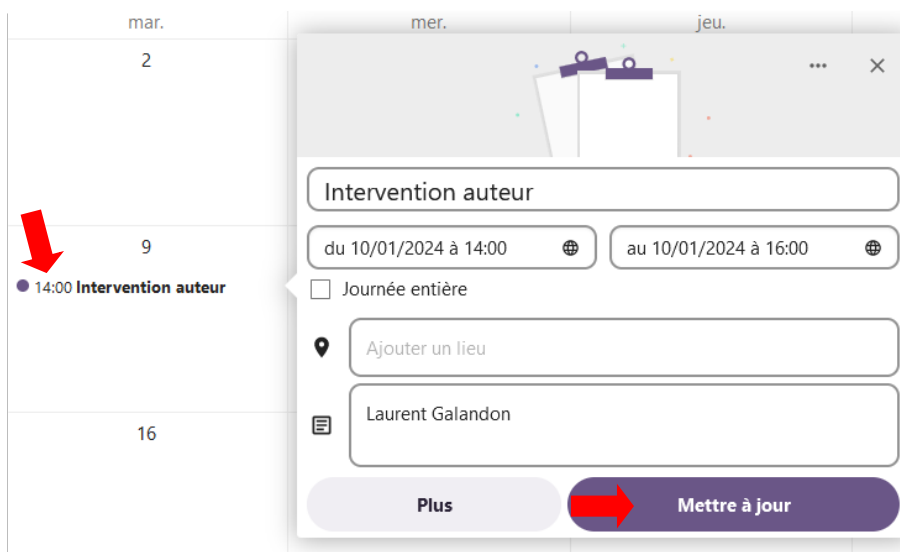 mar. mer. jeu.
2
•••
Intervention auteur
du 10/01/2024 à 14:00 au 10/01/2024 à 16:00
9
14:00 Intervention auteur
Journée entière
Ajouter un lieu
Laurent Galandon
16
Plus Mettre à jour